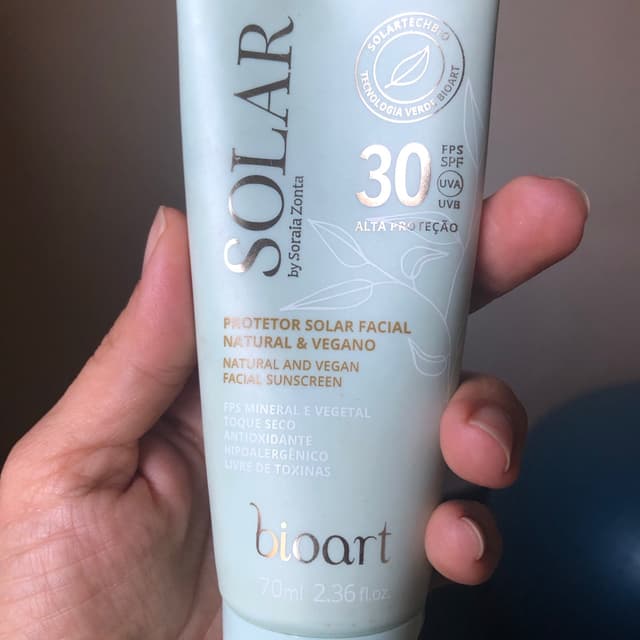 SOLAR
by Soraia Zonta
SOLARTECHBIO
TECNOLOGIA VERDE BIOART
30
FPS
SPF
UVA
UVB
ALTA PROTEÇÃO
PROTETOR SOLAR FACIAL
NATURAL & VEGANO
NATURAL AND VEGAN
FACIAL SUNSCREEN
FPS MINERAL E VEGETAL
TOQUE SECO
ANTIOXIDANTE
HIPOALERGÊNICO
LIVRE DE TOXINAS
bioart
70ml 2.36 fl.oz.